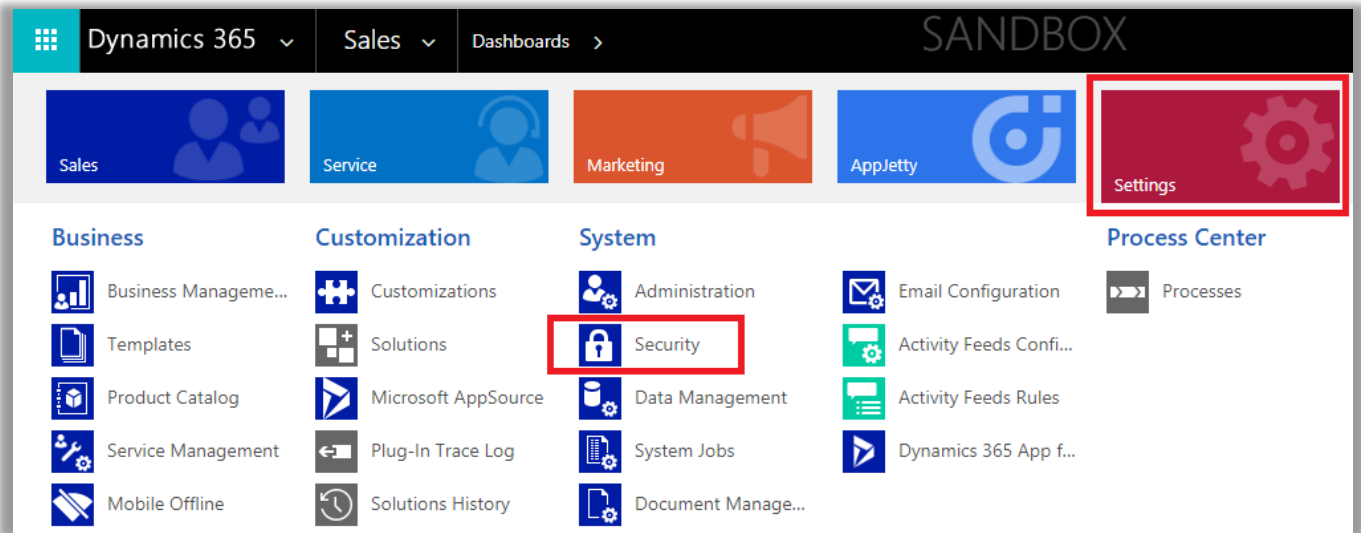 Dynamics 365
Sales
Dashboards
SANDBOX
Sales
Service
Marketing
AppJetty
Settings
Business
Business Manageme...
Templates
Product Catalog
Service Management
Mobile Offline
Customization
Customizations
Solutions
Microsoft AppSource
Plug-In Trace Log
Solutions History
System
Administration
Security
Data Management
System Jobs
Document Manage...
Email Configuration
Activity Feeds Confi...
Activity Feeds Rules
Dynamics 365 App f...
Process Center
Processes